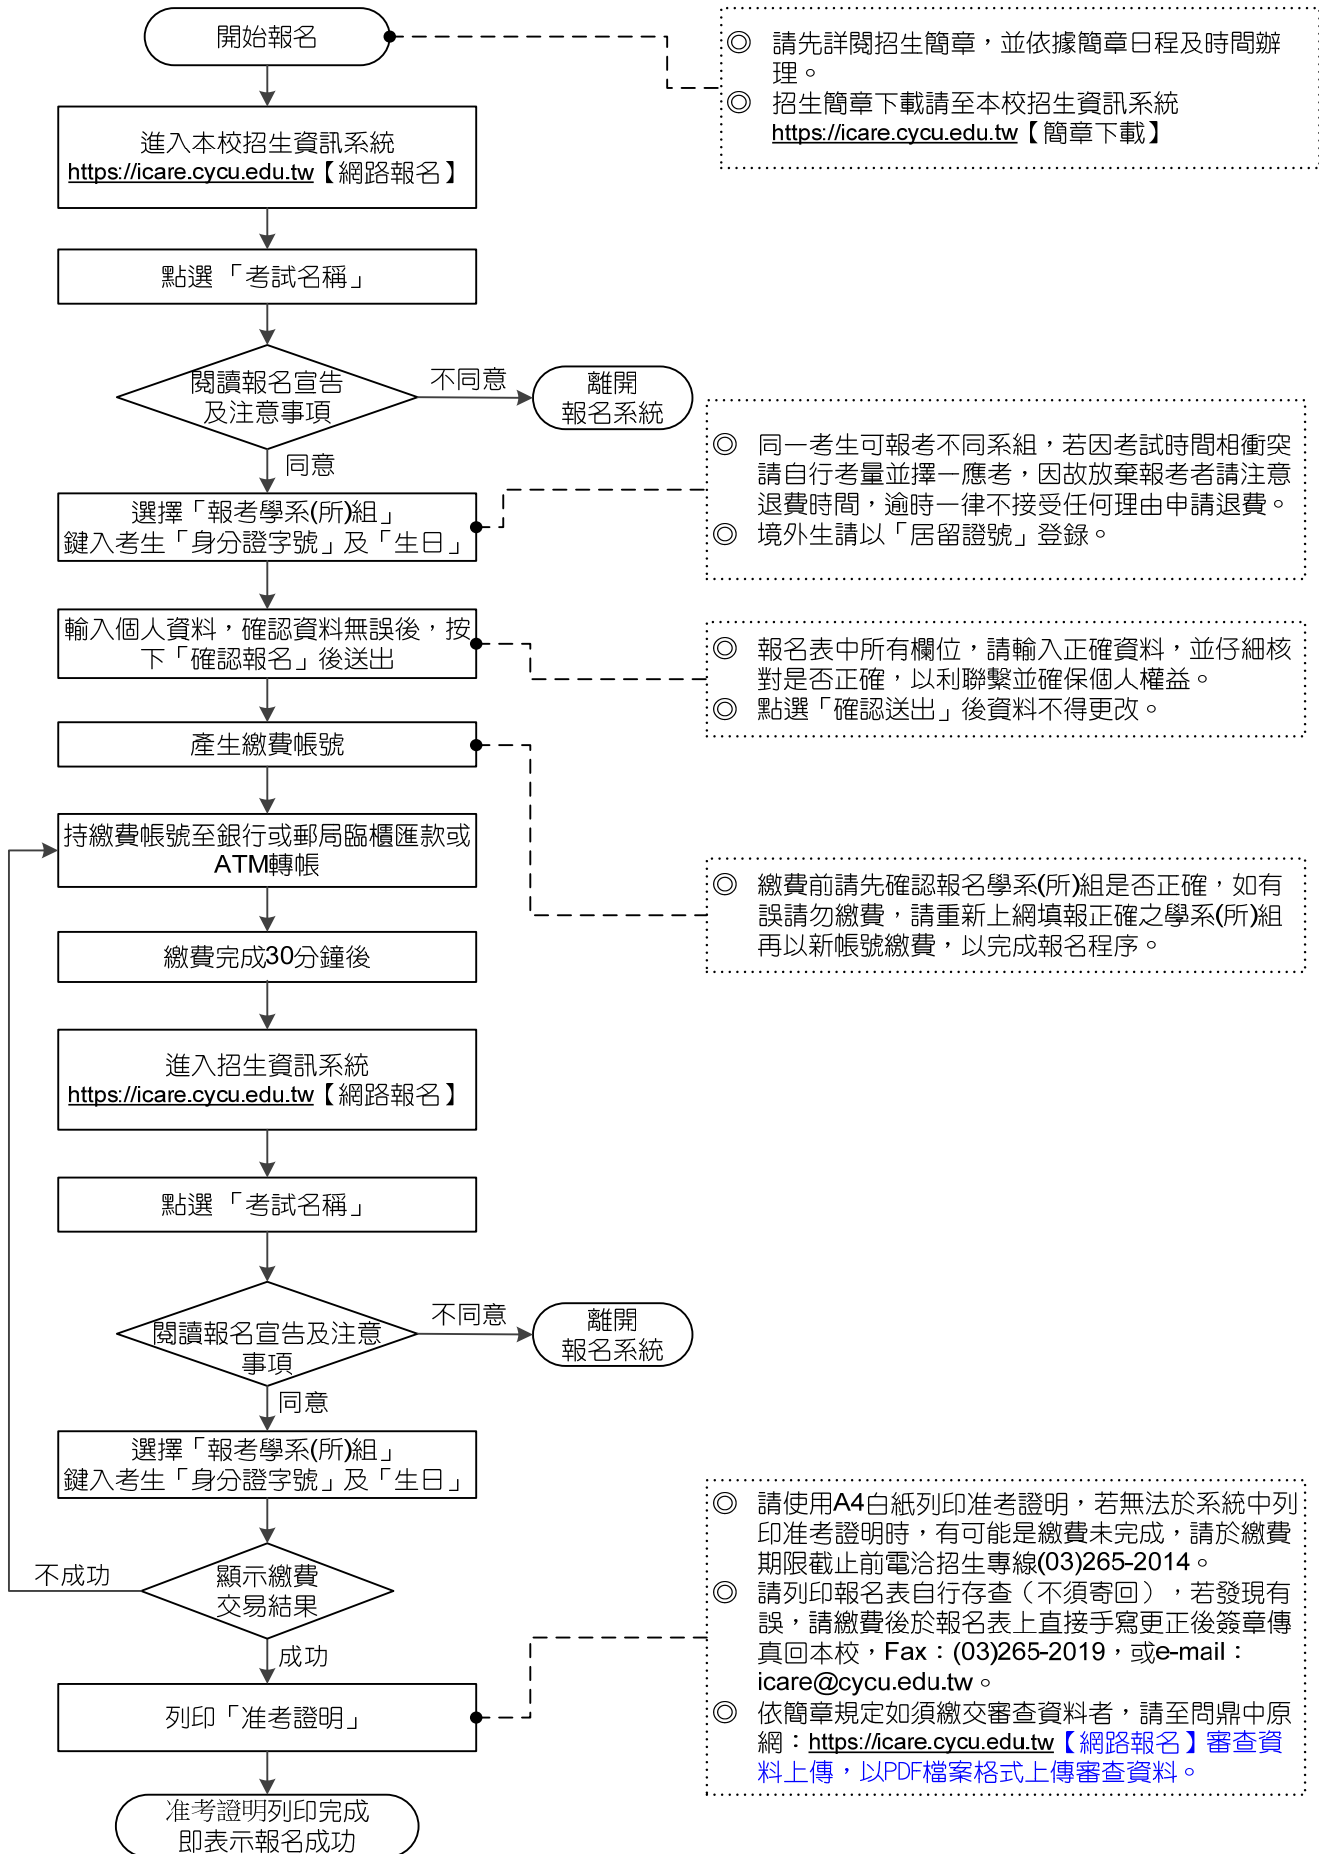 開始報名
◎ 請先詳閱招生簡章，並依據簡章日程及時間辦
理。
◎ 招生簡章下載請至本校招生資訊系統
https://icare.cycu.edu.tw【簡章下載】
進入本校招生資訊系統
https://icare.cycu.edu.tw【網路報名】
點選「考試名稱」
閱讀報名宣告
及注意事項
不同意
離開
報名系統
同意
◎ 同一考生可報考不同系組，若因考試時間相衝突
請自行考量並擇一應考，因故放棄報考者請注意
退費時間，逾時一律不接受任何理由申請退費。
◎ 境外生請以「居留證號」登錄。
選擇「報考學系(所)組」
鍵入考生「身分證字號」及「生日」
輸入個人資料，確認資料無誤後，按
下「確認報名」後送出
◎ 報名表中所有欄位，請輸入正確資料，並仔細核
對是否正確，以利聯繫並確保個人權益。
◎ 點選「確認送出」後資料不得更改。
產生繳費帳號
持繳費帳號至銀行或郵局臨櫃匯款或
ATM轉帳
◎ 繳費前請先確認報名學系(所)組是否正確，如有
誤請勿繳費，請重新上網填報正確之學系(所)組
再以新帳號繳費，以完成報名程序。
繳費完成30分鐘後
進入招生資訊系統
https://icare.cycu.edu.tw【網路報名】
點選「考試名稱」
閱讀報名宣告及注意
事項
不同意
離開
報名系統
同意
選擇「報考學系(所)組」
鍵入考生「身分證字號」及「生日」
顯示繳費
交易結果
不成功
成功
列印「准考證明」
◎ 請使用A4白紙列印准考證明，若無法於系統中列
印准考證明時，有可能是繳費未完成，請於繳費
期限截止前電洽招生專線(03)265-2014。
◎ 請列印報名表自行存查（不須寄回），若發現有
誤，請繳費後於報名表上直接手寫更正後簽章傳
真回本校，Fax：(03)265-2019，或e-mail：
icare@cycu.edu.tw。
◎ 依簡章規定如須繳交審查資料者，請至問鼎中原
網：https://icare.cycu.edu.tw【網路報名】審查資
料上傳，以PDF檔案格式上傳審查資料。
准考證明列印完成
即表示報名成功